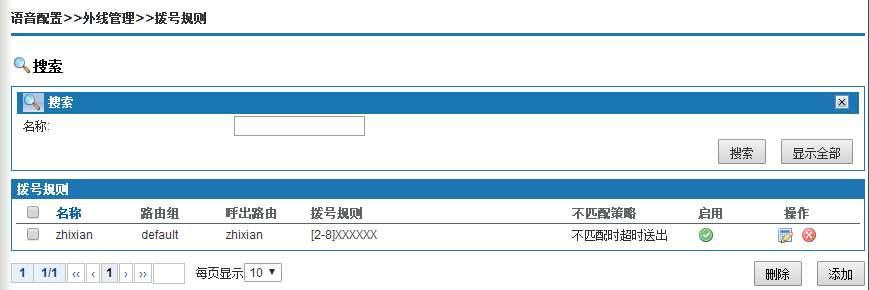 语音配置>>外线管理>>拨号规则
搜索
搜索
名称:
搜索 显示全部
拨号规则
名称 路由组 呼出路由 拨号规则 不匹配策略 启用 操作
zhixian default zhixian [2-8]XXXXXX 不匹配时超时送出
1 1/1 ‹‹ ‹ 1 › ›› 每页显示 10 删除 添加